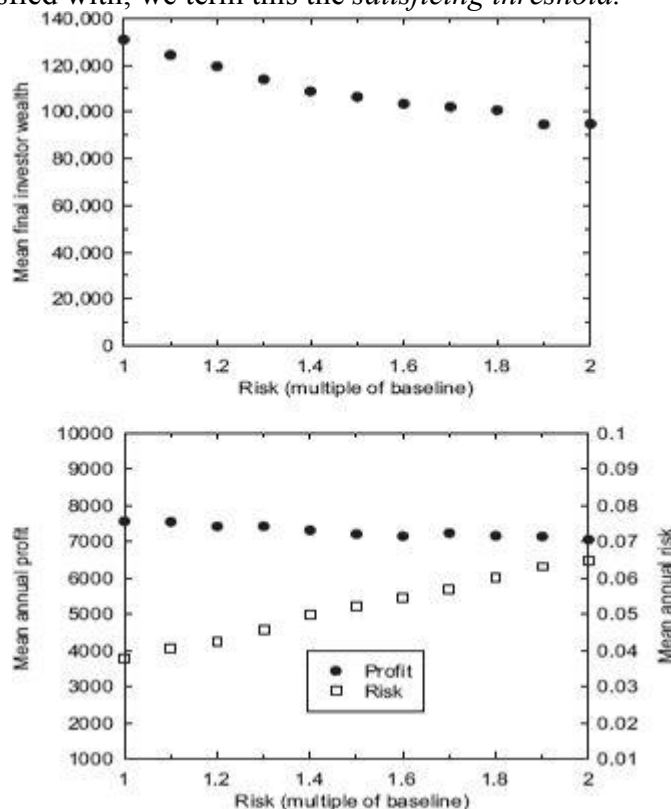 sfied with; we term this the satisficing threshold.
140,000
120,000
100,000
80,000
60,000
40,000
20,000
0
Mean final investor wealth
1 1.2 1.4 1.6 1.8 2
Risk (multiple of baseline)
10000 0.1
9000 0.09
8000 0.08
7000 0.07
6000 0.06
5000 0.05
4000 0.04
3000 0.03
2000 0.02
1000 0.01
Mean annual profit
Mean annual risk
Profit
Risk
1 1.2 1.4 1.6 1.8 2
Risk (multiple of baseline)